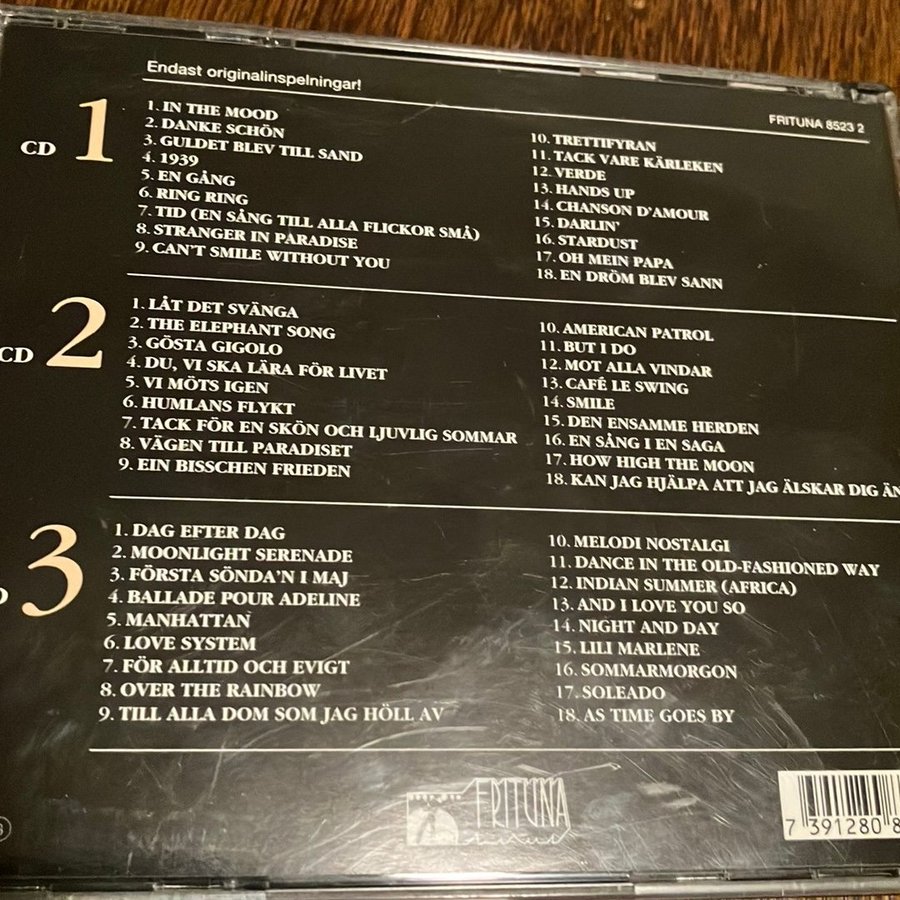 Endast originalinspelningar!
FRITUNA 8523 2
CD 1
1. IN THE MOOD
2. DANKE SCHÖN
3. GULDET BLEV TILL SAND
4. 1939
5. EN GÅNG
6. RING RING
7. TID (EN SÅNG TILL ALLA FLICKOR SMÅ)
8. STRANGER IN PARADISE
9. CAN'T SMILE WITHOUT YOU
10. TRETTIFYRAN
11. TACK VARE KÄRLEKEN
12. VERDE
13. HANDS UP
14. CHANSON D'AMOUR
15. DARLIN'
16. STARDUST
17. OH MEIN PAPA
18. EN DRÖM BLEV SANN
CD 2
1. LÅT DET SVÄNGA
2. THE ELEPHANT SONG
3. GÖSTA GIGOLO
4. DU, VI SKA LÄRA FÖR LIVET
5. VI MÖTS IGEN
6. HUMLANS FLYKT
7. TACK FÖR EN SKÖN OCH LJUVLIG SOMMAR
8. VÄGEN TILL PARADISET
9. EIN BISSCHEN FRIEDEN
10. AMERICAN PATROL
11. BUT I DO
12. MOT ALLA VINDAR
13. CAFÉ LE SWING
14. SMILE
15. DEN ENSAMME HERDEN
16. EN SÅNG I EN SAGA
17. HOW HIGH THE MOON
18. KAN JAG HJÄLPA ATT JAG ÄLSKAR DIG ÄN
D 3
1. DAG EFTER DAG
2. MOONLIGHT SERENADE
3. FÖRSTA SÖNDA'N I MAJ
4. BALLADE POUR ADELINE
5. MANHATTAN
6. LOVE SYSTEM
7. FÖR ALLTID OCH EVIGT
8. OVER THE RAINBOW
9. TILL ALLA DOM SOM JAG HÖLL AV
10. MELODI NOSTALGI
11. DANCE IN THE OLD-FASHIONED WAY
12. INDIAN SUMMER (AFRICA)
13. AND I LOVE YOU SO
14. NIGHT AND DAY
15. LILI MARLENE
16. SOMMARMORGON
17. SOLEADO
18. AS TIME GOES BY
FRITUNA
7 391280 8